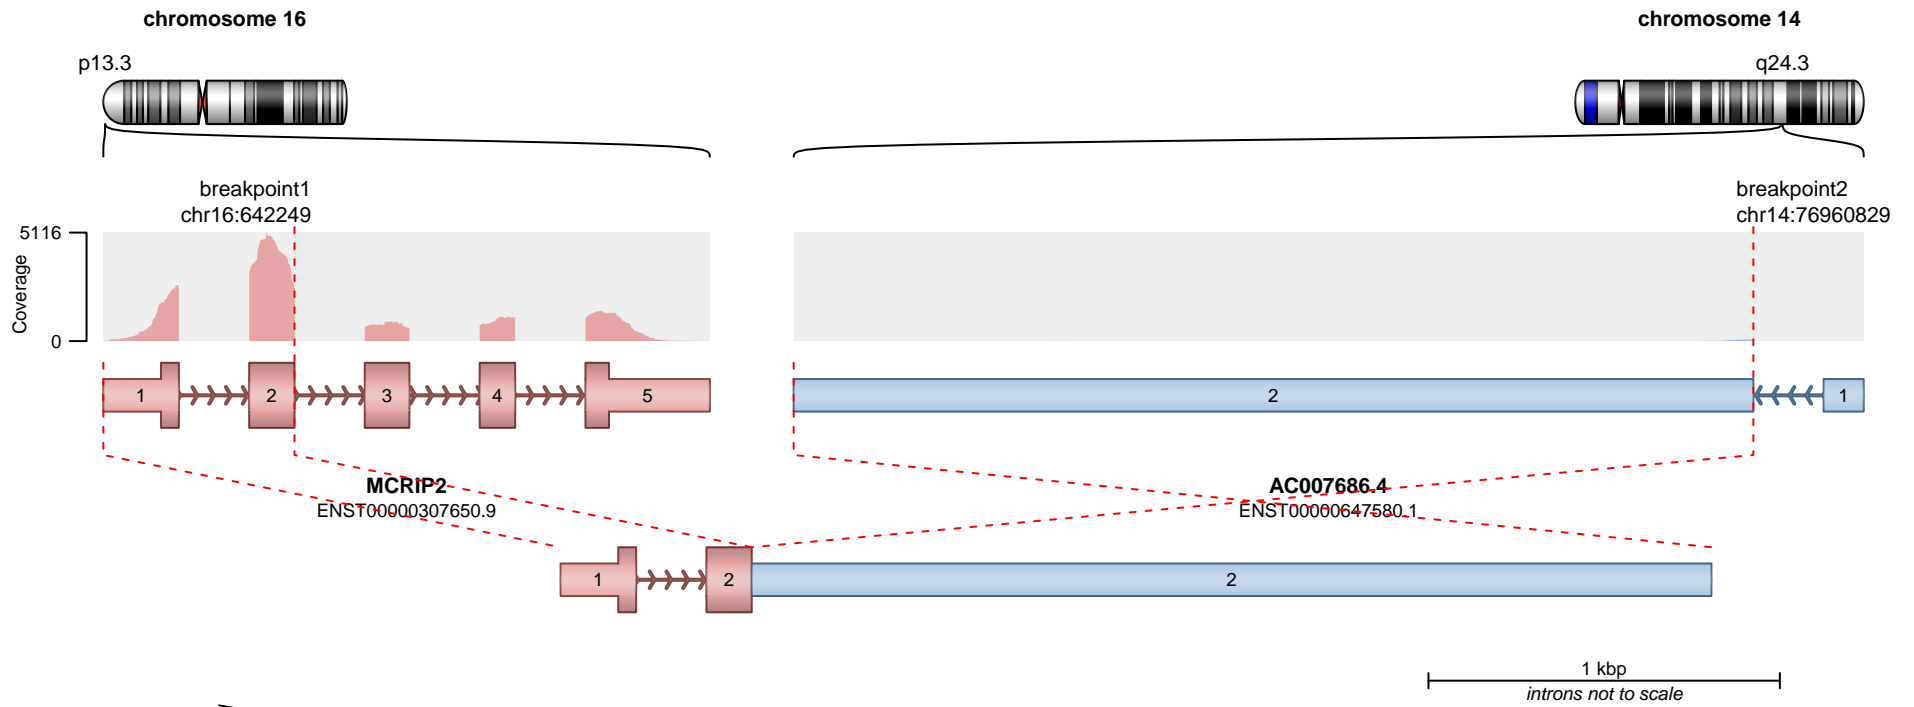 chromosome 16
chromosome 14
p13.3
q24.3
breakpoint1
chr16:642249
breakpoint2
chr14:76960829
5116
Coverage
0
1 2 3 4 5
2 1
MCRIP2
ENST00000307650.9
AC007686.4
ENST00000647580.1
1 2 2
1 kbp
introns not to scale